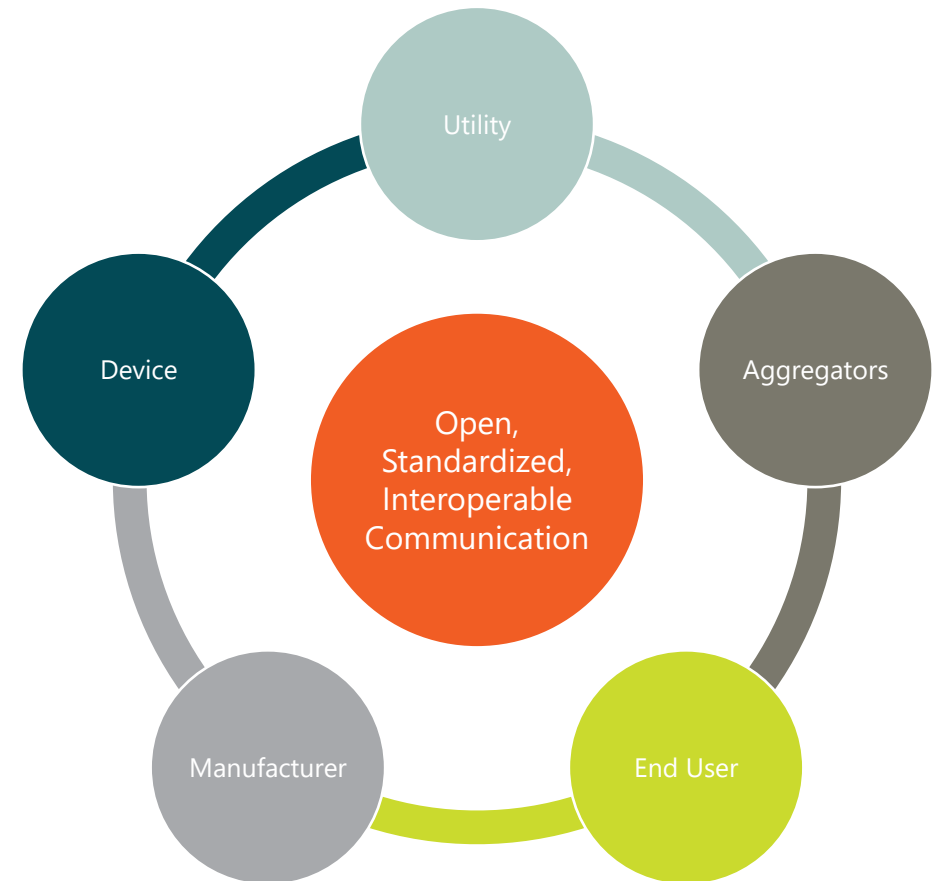 Utility
Device
Aggregators
Open,
Standardized,
Interoperable
Communication
Manufacturer
End User